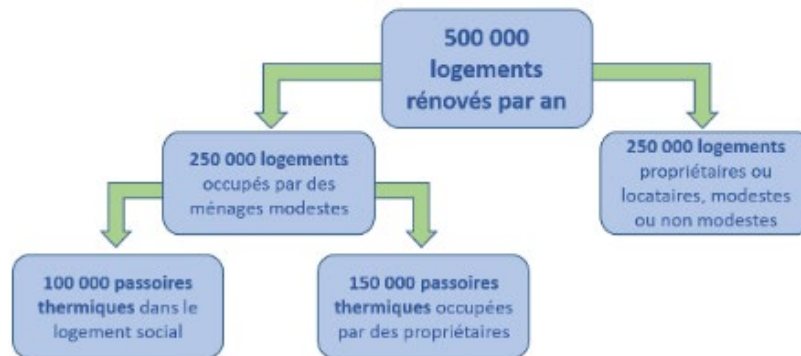 500 000
logements
rénovés par an
250 000 logements
occupés par des
ménages modestes
250 000 logements
propriétaires ou
locataires, modestes
ou non modestes
100 000 passoires
thermiques dans le
logement social
150 000 passoires
thermiques occupées
par des propriétaires